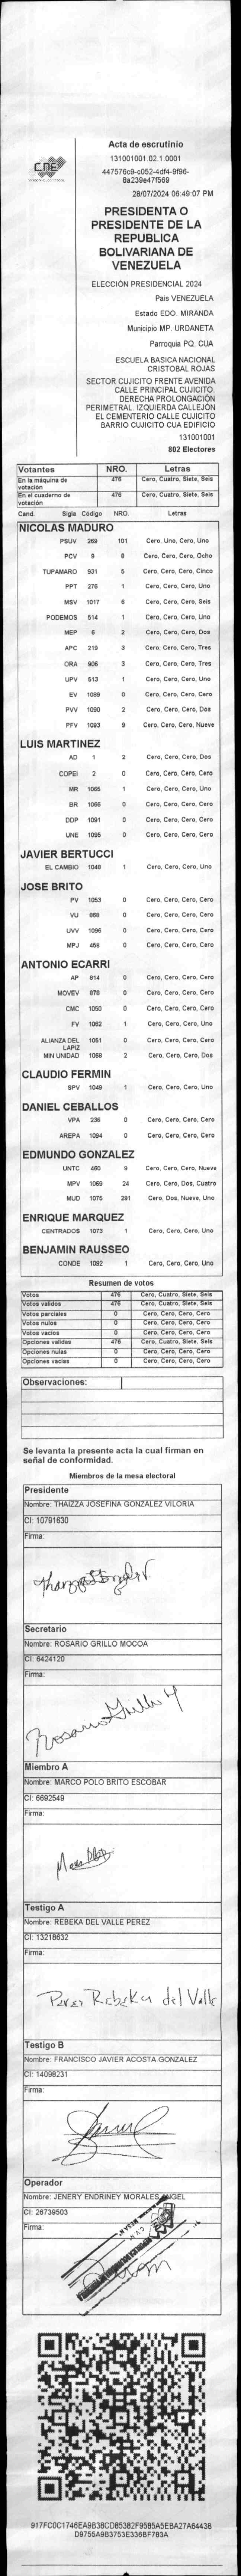 CNE
Acta de escrutinio
131001001.02.1.0001
447576c9-c052-4df4-9f96-
8a239e47f569
28/07/2024 06:49:07 PM
PRESIDENTA O
PRESIDENTE DE LA
REPUBLICA
BOLIVARIANA DE
VENEZUELA
ELECCIÓN PRESIDENCIAL 2024
Pais VENEZUELA
Estado EDO. MIRANDA
Municipio MP. URDANETA
Parroquia PQ. CUA
ESCUELA BASICA NACIONAL
CRISTOBAL ROJAS
SECTOR CUJICITO FRENTE AVENIDA
CALLE PRINCIPAL CUJICITO.
DERECHA PROLONGACIÓN
PERIMETRAL. IZQUIERDA CALLEJÓN
EL CEMENTERIO CALLE CUJICITO
BARRIO CUJICITO CUA EDIFICIO
131001001
802 Electores
Votantes NRO. Letras
En la máquina de votación 476 Cero, Cuatro, Siete, Seis
En el cuaderno de votación 476 Cero, Cuatro, Siete, Seis
Cand. Sigla Código NRO. Letras
NICOLAS MADURO
PSUV 269 101 Cero, Uno, Cero, Uno
PCV 9 8 Cero, Cero, Cero, Ocho
TUPAMARO 931 5 Cero, Cero, Cero, Cinco
PPT 276 1 Cero, Cero, Cero, Uno
MSV 1017 6 Cero, Cero, Cero, Seis
PODEMOS 514 1 Cero, Cero, Cero, Uno
MEP 6 2 Cero, Cero, Cero, Dos
APC 219 3 Cero, Cero, Cero, Tres
ORA 906 3 Cero, Cero, Cero, Tres
UPV 513 1 Cero, Cero, Cero, Uno
EV 1089 0 Cero, Cero, Cero, Cero
PVV 1090 2 Cero, Cero, Cero, Dos
PFV 1093 9 Cero, Cero, Cero, Nueve
LUIS MARTINEZ
AD 1 2 Cero, Cero, Cero, Dos
COPEI 2 0 Cero, Cero, Cero, Cero
MR 1065 1 Cero, Cero, Cero, Uno
BR 1066 0 Cero, Cero, Cero, Cero
DDP 1091 0 Cero, Cero, Cero, Cero
UNE 1095 0 Cero, Cero, Cero, Cero
JAVIER BERTUCCI
EL CAMBIO 1048 1 Cero, Cero, Cero, Uno
JOSE BRITO
PV 1053 0 Cero, Cero, Cero, Cero
VU 969 0 Cero, Cero, Cero, Cero
UVV 1096 0 Cero, Cero, Cero, Cero
MPJ 458 0 Cero, Cero, Cero, Cero
ANTONIO ECARRI
AP 814 0 Cero, Cero, Cero, Cero
MOVEV 878 0 Cero, Cero, Cero, Cero
CMC 1050 0 Cero, Cero, Cero, Cero
FV 1062 1 Cero, Cero, Cero, Uno
ALIANZA DEL LAPIZ 1051 0 Cero, Cero, Cero, Cero
MIN UNIDAD 1068 2 Cero, Cero, Cero, Dos
CLAUDIO FERMIN
SPV 1049 1 Cero, Cero, Cero, Uno
DANIEL CEBALLOS
VPA 236 0 Cero, Cero, Cero, Cero
AREPA 1094 0 Cero, Cero, Cero, Cero
EDMUNDO GONZALEZ
UNTC 460 9 Cero, Cero, Cero, Nueve
MPV 1069 24 Cero, Cero, Dos, Cuatro
MUD 1075 291 Cero, Dos, Nueve, Uno
ENRIQUE MARQUEZ
CENTRADOS 1073 1 Cero, Cero, Cero, Uno
BENJAMIN RAUSSEO
CONDE 1092 1 Cero, Cero, Cero, Uno
Resumen de votos
Votos 476 Cero, Cuatro, Siete, Seis
Votos validos 476 Cero, Cuatro, Siete, Seis
Votos parciales 0 Cero, Cero, Cero, Cero
Votos nulos 0 Cero, Cero, Cero, Cero
Votos vacios 0 Cero, Cero, Cero, Cero
Opciones validas 476 Cero, Cuatro, Siete, Seis
Opciones nulas 0 Cero, Cero, Cero, Cero
Opciones vacias 0 Cero, Cero, Cero, Cero
Observaciones:
Se levanta la presente acta la cual firman en
señal de conformidad.
Miembros de la mesa electoral
Presidente
Nombre: THAIZZA JOSEFINA GONZALEZ VILORIA
CI: 10791630
Firma:
Secretario
Nombre: ROSARIO GRILLO MOCOA
CI: 6424120
Firma:
Rosario Grillo M
Miembro A
Nombre: MARCO POLO BRITO ESCOBAR
CI: 6692549
Firma:
Testigo A
Nombre: REBEKA DEL VALLE PEREZ
CI: 13218632
Firma:
Perez Rebeka del Valle
Testigo B
Nombre: FRANCISCO JAVIER ACOSTA GONZALEZ
CI: 14098231
Firma:
Operador
Nombre: JENERY ENDRINEY MORALES ANGEL
CI: 26739503
Firma:
917FC0C1746EA9B38CD85382F9585A5EBA27A64438
D9756A9B3753E336BF783A